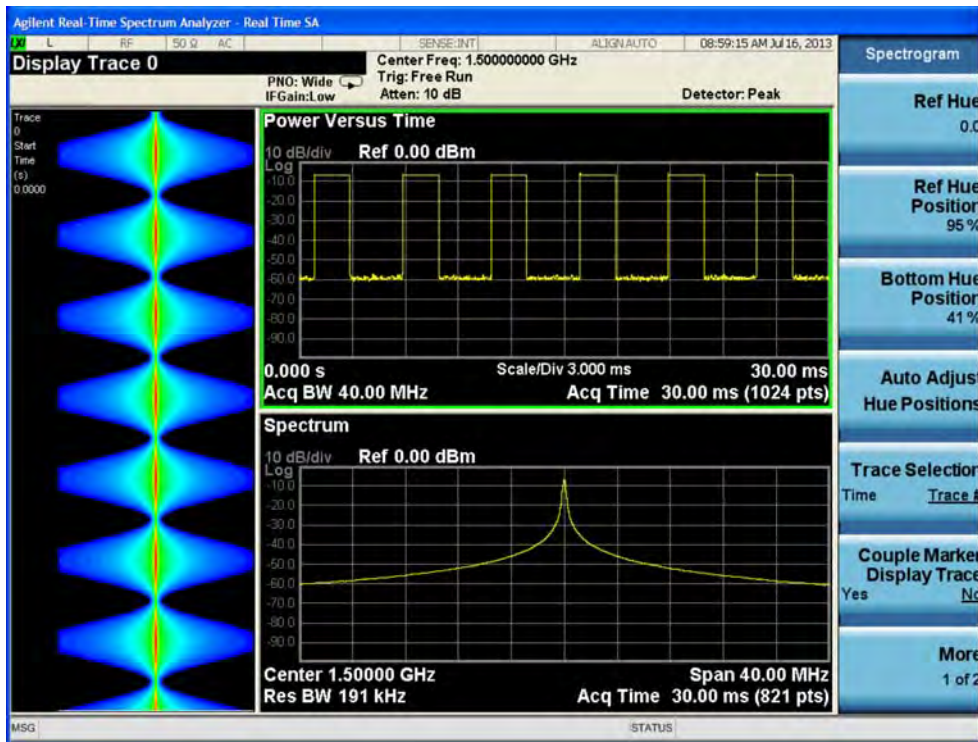 Agilent Real-Time Spectrum Analyzer - Real Time SA
LXI L RF 50 Ω AC SENSE:INT ALIGN AUTO 08:59:15 AM Jul 16, 2013
Display Trace 0
Center Freq: 1.500000000 GHz
PNO: Wide Trig: Free Run
IFGain:Low Atten: 10 dB Detector: Peak
Trace
0
Start
Time
(s)
0.0000
Power Versus Time
10 dB/div Ref 0.00 dBm
Log
-10.0
-20.0
-30.0
-40.0
-50.0
-60.0
-70.0
-80.0
-90.0
0.000 s Scale/Div 3.000 ms 30.00 ms
Acq BW 40.00 MHz Acq Time 30.00 ms (1024 pts)
Spectrum
10 dB/div Ref 0.00 dBm
Log
-10.0
-20.0
-30.0
-40.0
-50.0
-60.0
-70.0
-80.0
-90.0
Center 1.50000 GHz Span 40.00 MHz
Res BW 191 kHz Acq Time 30.00 ms (821 pts)
Spectrogram
Ref Hue
0.0
Ref Hue
Position
95 %
Bottom Hue
Position
41 %
Auto Adjust
Hue Positions
Trace Selection
Time Trace #
Couple Marker
Display Trace
Yes No
More
1 of 2
MSG STATUS